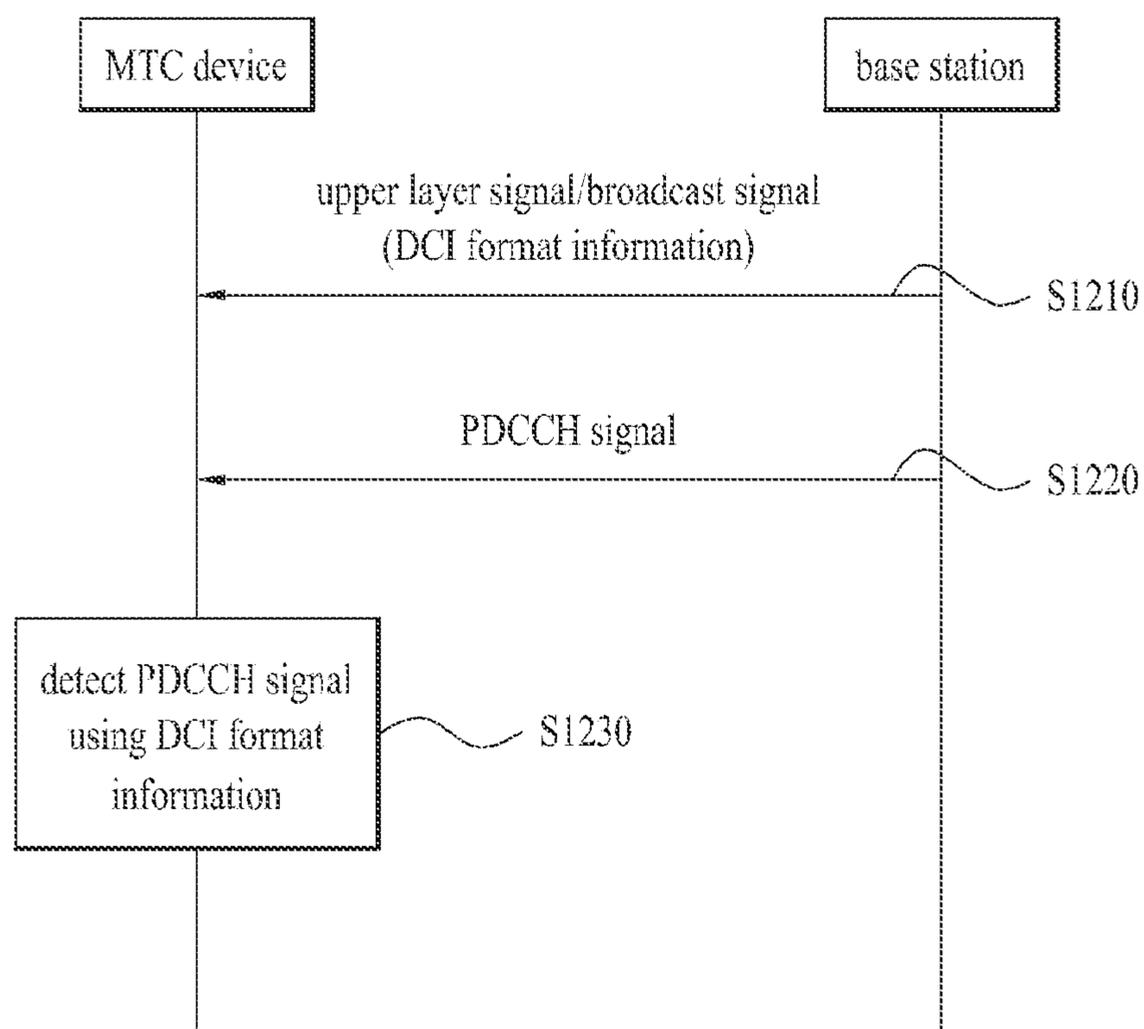 MTC device
base station
upper layer signal/broadcast signal
(DCI format information)
S1210
PDCCH signal
S1220
detect PDCCH signal
using DCI format
information
S1230